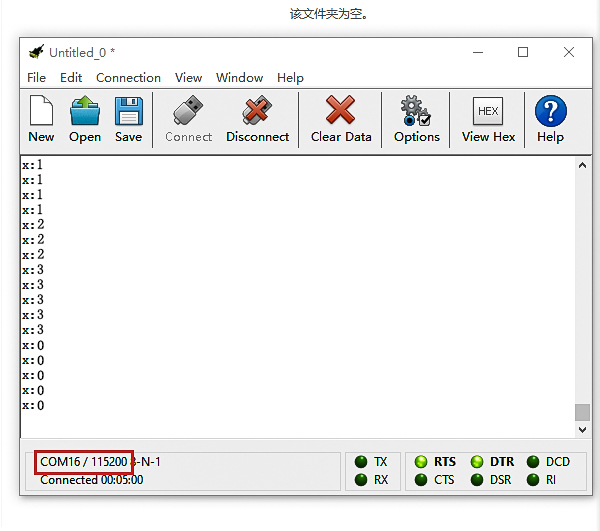 该文件夹为空。
Untitled_0 *
File Edit Connection View Window Help
New Open Save Connect Disconnect Clear Data Options HEX View Hex ? Help
x:1
x:1
x:1
x:1
x:2
x:2
x:2
x:3
x:3
x:3
x:3
x:3
x:0
x:0
x:0
x:0
x:0
COM16 / 115200 8-N-1
Connected 00:05:00
TX RTS DTR DCD
RX CTS DSR RI